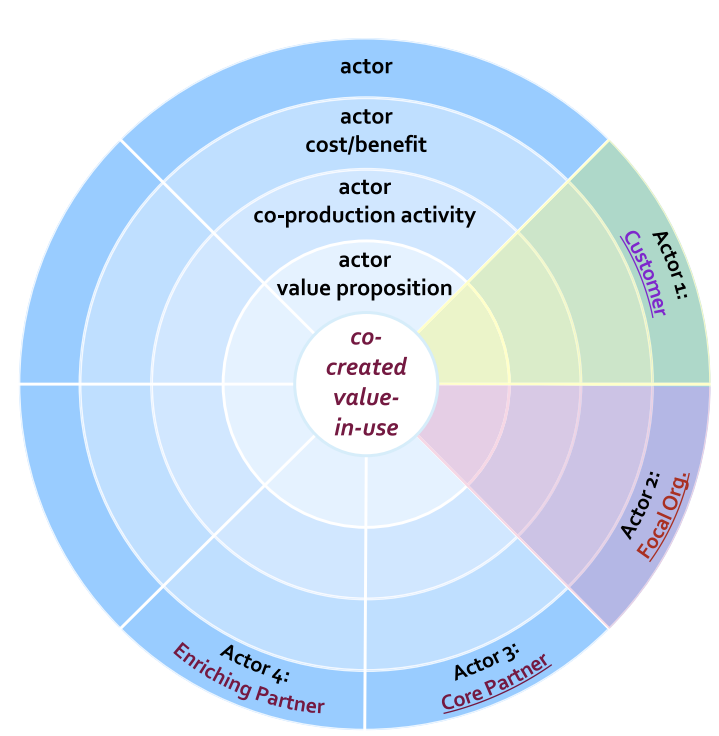 actor
actor
cost/benefit
actor
co-production activity
actor
value proposition
co-
created
value-
in-use
Actor 1:
Customer
Actor 2:
Focal Org.
Actor 3:
Core Partner
Actor 4:
Enriching Partner